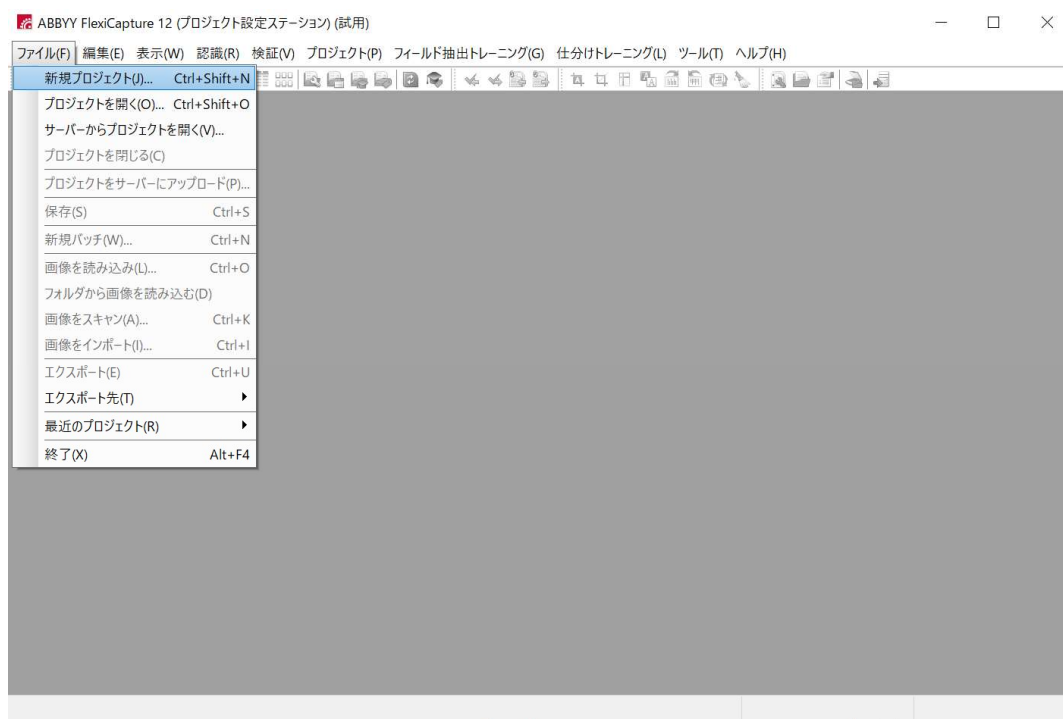 ABBYY FlexiCapture 12 (プロジェクト設定ステーション) (試用)
ファイル(F) 編集(E) 表示(W) 認識(R) 検証(V) プロジェクト(P) フィールド抽出トレーニング(G) 仕分けトレーニング(L) ツール(T) ヘルプ(H)
新規プロジェクト(J)... Ctrl+Shift+N
プロジェクトを開く(O)... Ctrl+Shift+O
サーバーからプロジェクトを開く(V)...
プロジェクトを閉じる(C)
プロジェクトをサーバーにアップロード(P)...
保存(S) Ctrl+S
新規バッチ(W)... Ctrl+N
画像を読み込み(L)... Ctrl+O
フォルダから画像を読み込む(D)
画像をスキャン(A)... Ctrl+K
画像をインポート(I)... Ctrl+I
エクスポート(E) Ctrl+U
エクスポート先(T)
最近のプロジェクト(R)
終了(X) Alt+F4